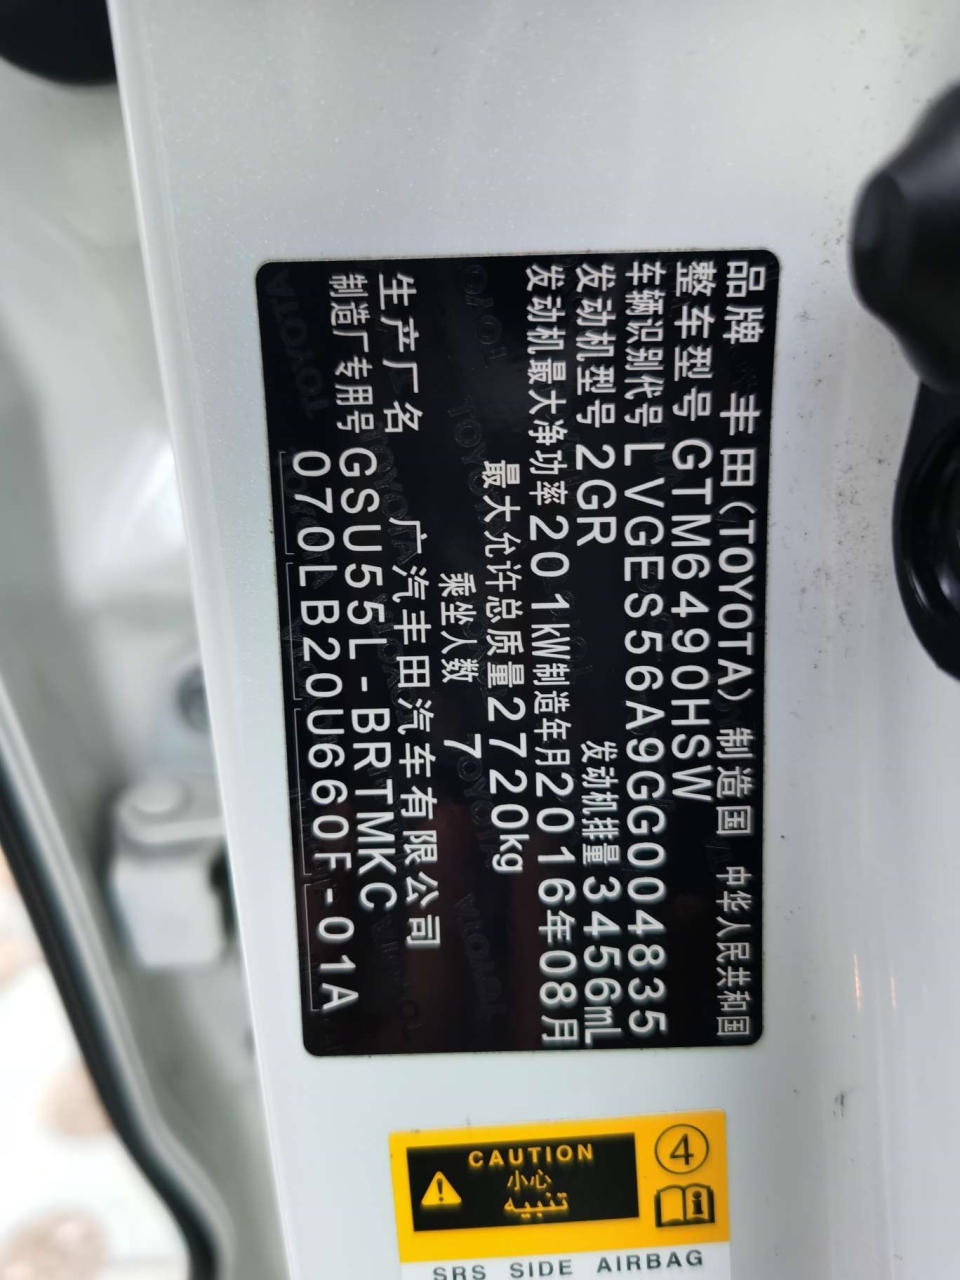 品牌 丰田(TOYOTA) 制造国 中华人民共和国
整车型号 GTM6490HSW
车辆识别代号 LVGES56A9GG004835
发动机型号 2GR 发动机排量 3456mL
发动机最大净功率 201kW 制造年月 2016年08月
最大允许总质量 2720kg
乘坐人数 7
生产厂名 广汽丰田汽车有限公司
制造厂专用号 GSU55L-BRTMKC
070LB20U660F-01A
CAUTION
小心
تنبيه
4
i
SRS SIDE AIRBAG